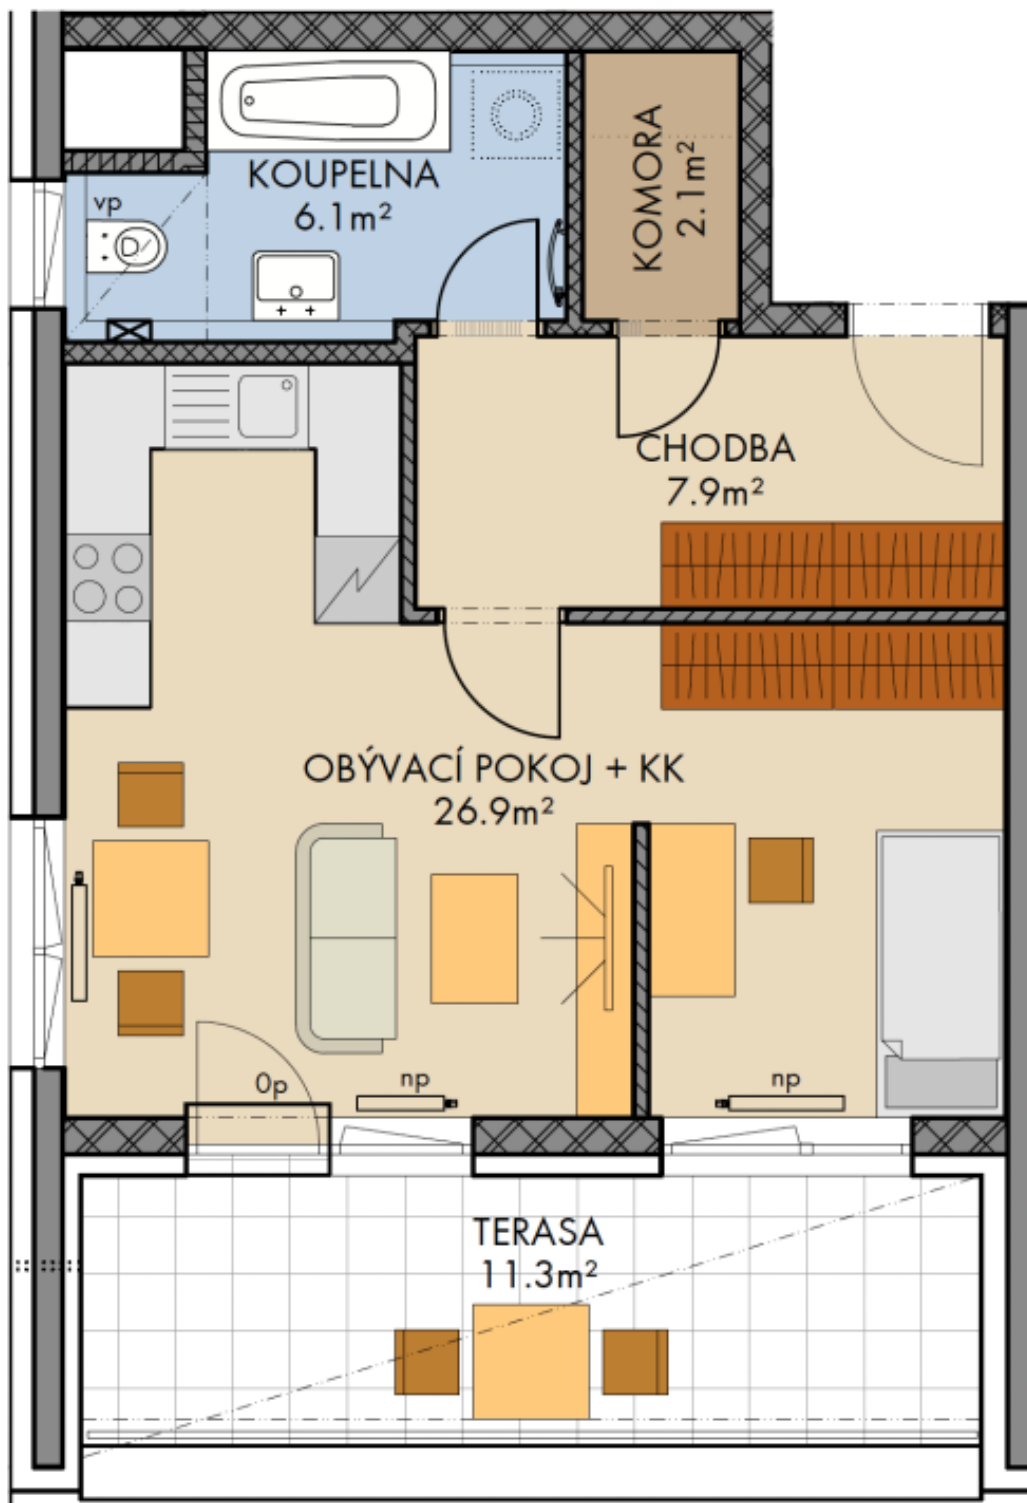 KOUPELNA
6.1m²
vp
KOMORA
2.1m²
CHODBA
7.9m²
OBÝVACÍ POKOJ + KK
26.9m²
0p
np
np
TERASA
11.3m²